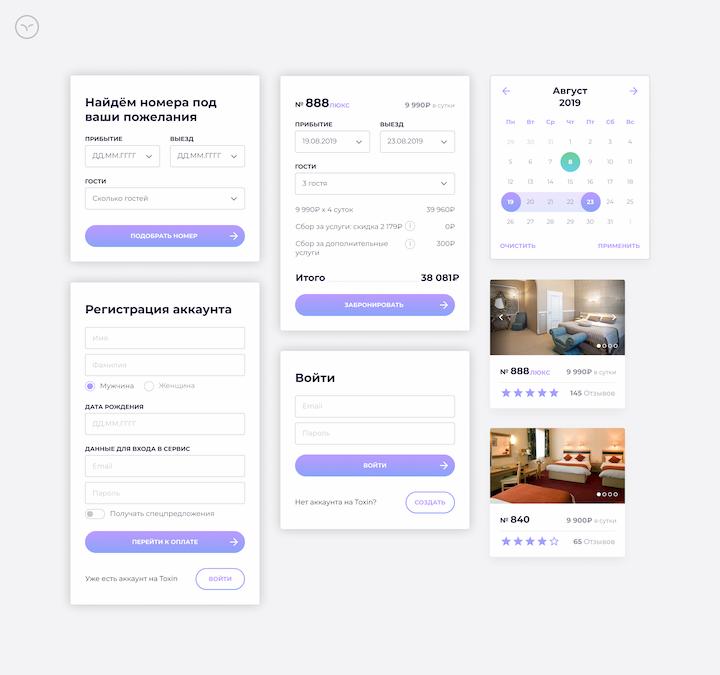 Найдём номера под
ваши пожелания
ПРИБЫТИЕ
ВЫЕЗД
ДД.ММ.ГГГГ
ДД.ММ.ГГГГ
ГОСТИ
Сколько гостей
ПОДОБРАТЬ НОМЕР
Регистрация аккаунта
Имя
Фамилия
Мужчина
Женщина
ДАТА РОЖДЕНИЯ
ДД.ММ.ГГГГ
ДАННЫЕ ДЛЯ ВХОДА В СЕРВИС
Email
Пароль
Получать спецпредложения
ПЕРЕЙТИ К ОПЛАТЕ
Уже есть аккаунт на Toxin
ВОЙТИ
№ 888 ЛЮКС
9 990₽ в сутки
ПРИБЫТИЕ
ВЫЕЗД
19.08.2019
23.08.2019
ГОСТИ
3 гостя
9 990₽ х 4 суток
39 960₽
Сбор за услуги: скидка 2 179₽
0₽
Сбор за дополнительные
услуги
300₽
Итого
38 081₽
ЗАБРОНИРОВАТЬ
Войти
Email
Пароль
ВОЙТИ
Нет аккаунта на Toxin?
СОЗДАТЬ
Август
2019
Пн Вт Ср Чт Пт Сб Вс
29 30 31 1 2 3 4
5 6 7 8 9 10 11
12 13 14 15 16 17 18
19 20 21 22 23 24 25
26 27 28 29 30 31 1
ОЧИСТИТЬ
ПРИМЕНИТЬ
№ 888 ЛЮКС
9 990₽ в сутки
145 Отзывов
№ 840
9 900₽ в сутки
65 Отзывов